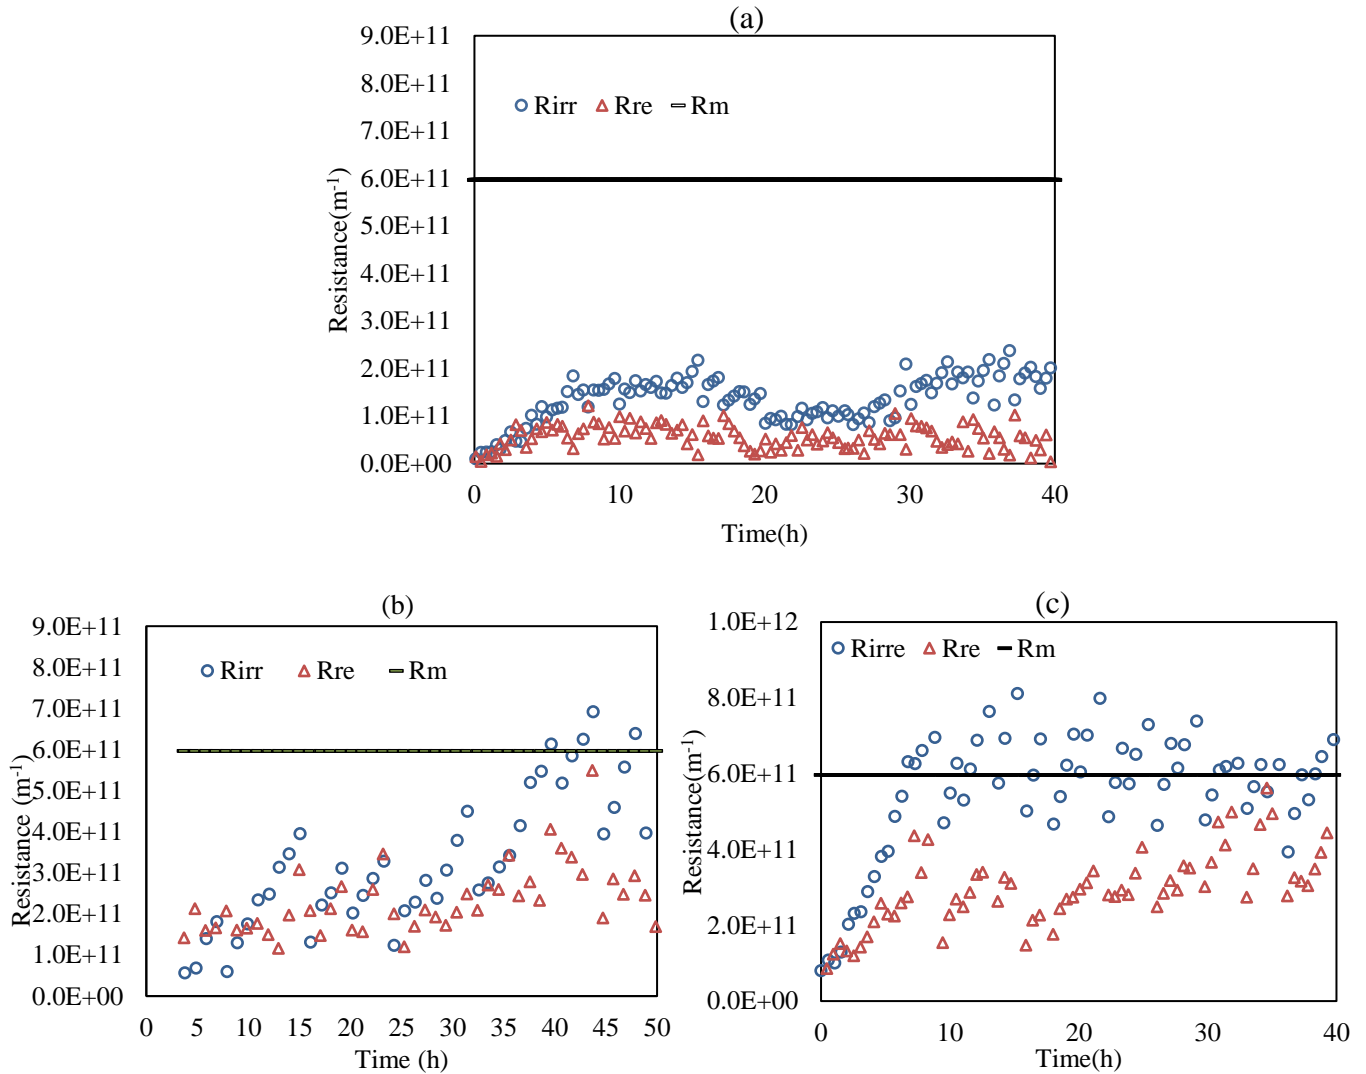 (a)
9.0E+11
8.0E+11
7.0E+11
6.0E+11
5.0E+11
4.0E+11
3.0E+11
2.0E+11
1.0E+11
0.0E+00
Resistance(m-1)
Rirr Rre Rm
0 10 20 30 40
Time(h)
(b)
9.0E+11
8.0E+11
7.0E+11
6.0E+11
5.0E+11
4.0E+11
3.0E+11
2.0E+11
1.0E+11
0.0E+00
Resistance (m-1)
Rirr Rre Rm
0 5 10 15 20 25 30 35 40 45 50
Time (h)
(c)
1.0E+12
8.0E+11
6.0E+11
4.0E+11
2.0E+11
0.0E+00
Resistance(m-1)
Rirre Rre Rm
0 10 20 30 40
Time(h)